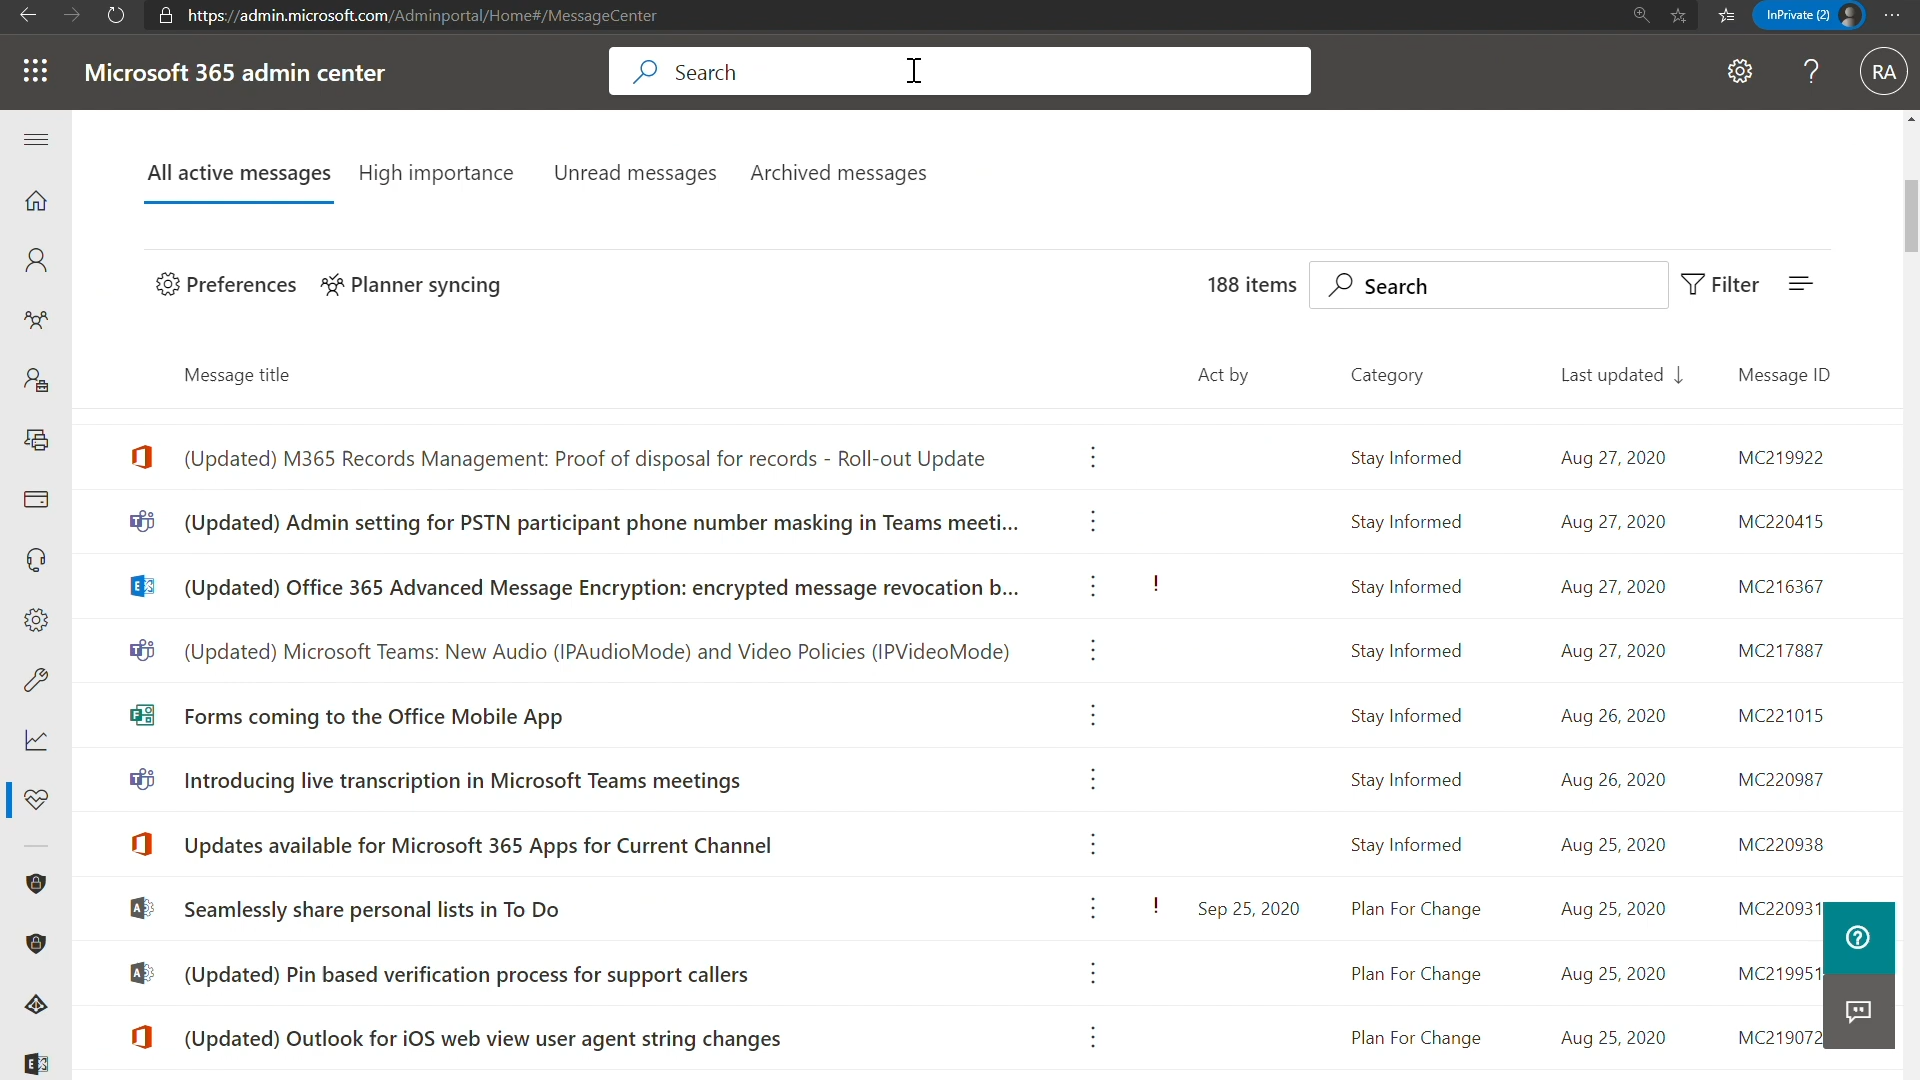 https://admin.microsoft.com/Adminportal/Home#/MessageCenter
InPrivate (2)
Microsoft 365 admin center
Search
RA
All active messages
High importance
Unread messages
Archived messages
Preferences
Planner syncing
188 items
Search
Filter
Message title
Act by
Category
Last updated ↓
Message ID
(Updated) M365 Records Management: Proof of disposal for records - Roll-out Update
Stay Informed
Aug 27, 2020
MC219922
(Updated) Admin setting for PSTN participant phone number masking in Teams meeti...
Stay Informed
Aug 27, 2020
MC220415
(Updated) Office 365 Advanced Message Encryption: encrypted message revocation b...
!
Stay Informed
Aug 27, 2020
MC216367
(Updated) Microsoft Teams: New Audio (IPAudioMode) and Video Policies (IPVideoMode)
Stay Informed
Aug 27, 2020
MC217887
Forms coming to the Office Mobile App
Stay Informed
Aug 26, 2020
MC221015
Introducing live transcription in Microsoft Teams meetings
Stay Informed
Aug 26, 2020
MC220987
Updates available for Microsoft 365 Apps for Current Channel
Stay Informed
Aug 25, 2020
MC220938
Seamlessly share personal lists in To Do
!
Sep 25, 2020
Plan For Change
Aug 25, 2020
MC220931
(Updated) Pin based verification process for support callers
Plan For Change
Aug 25, 2020
MC219951
(Updated) Outlook for iOS web view user agent string changes
Plan For Change
Aug 25, 2020
MC219072